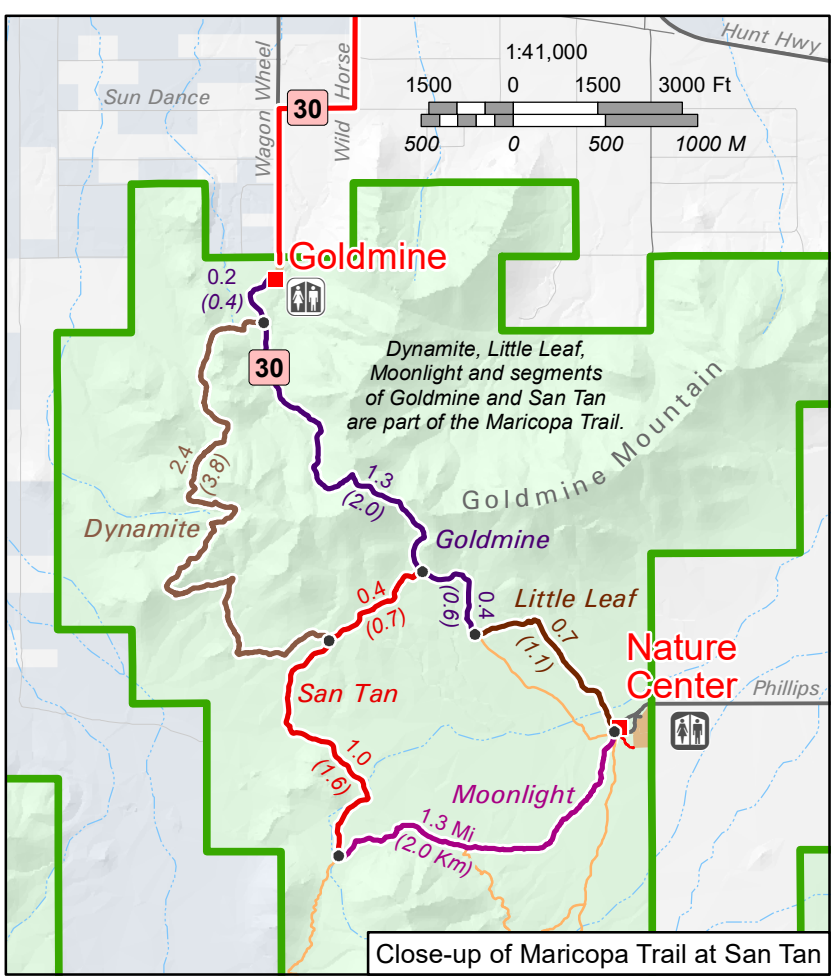 Hunt Hwy
1:41,000
1500 0 1500 3000 Ft
500 0 500 1000 M
Sun Dance
Wagon Wheel
Wild Horse
30
Goldmine
0.2
(0.4)
30
Dynamite, Little Leaf,
Moonlight and segments
of Goldmine and San Tan
are part of the Maricopa Trail.
Goldmine Mountain
2.4
(3.8)
1.3
(2.0)
Dynamite
Goldmine
0.4
(0.7)
0.4
(0.6)
Little Leaf
0.7
(1.1)
Nature
Center
Phillips
San Tan
1.0
(1.6)
Moonlight
1.3 Mi
(2.0 Km)
Close-up of Maricopa Trail at San Tan